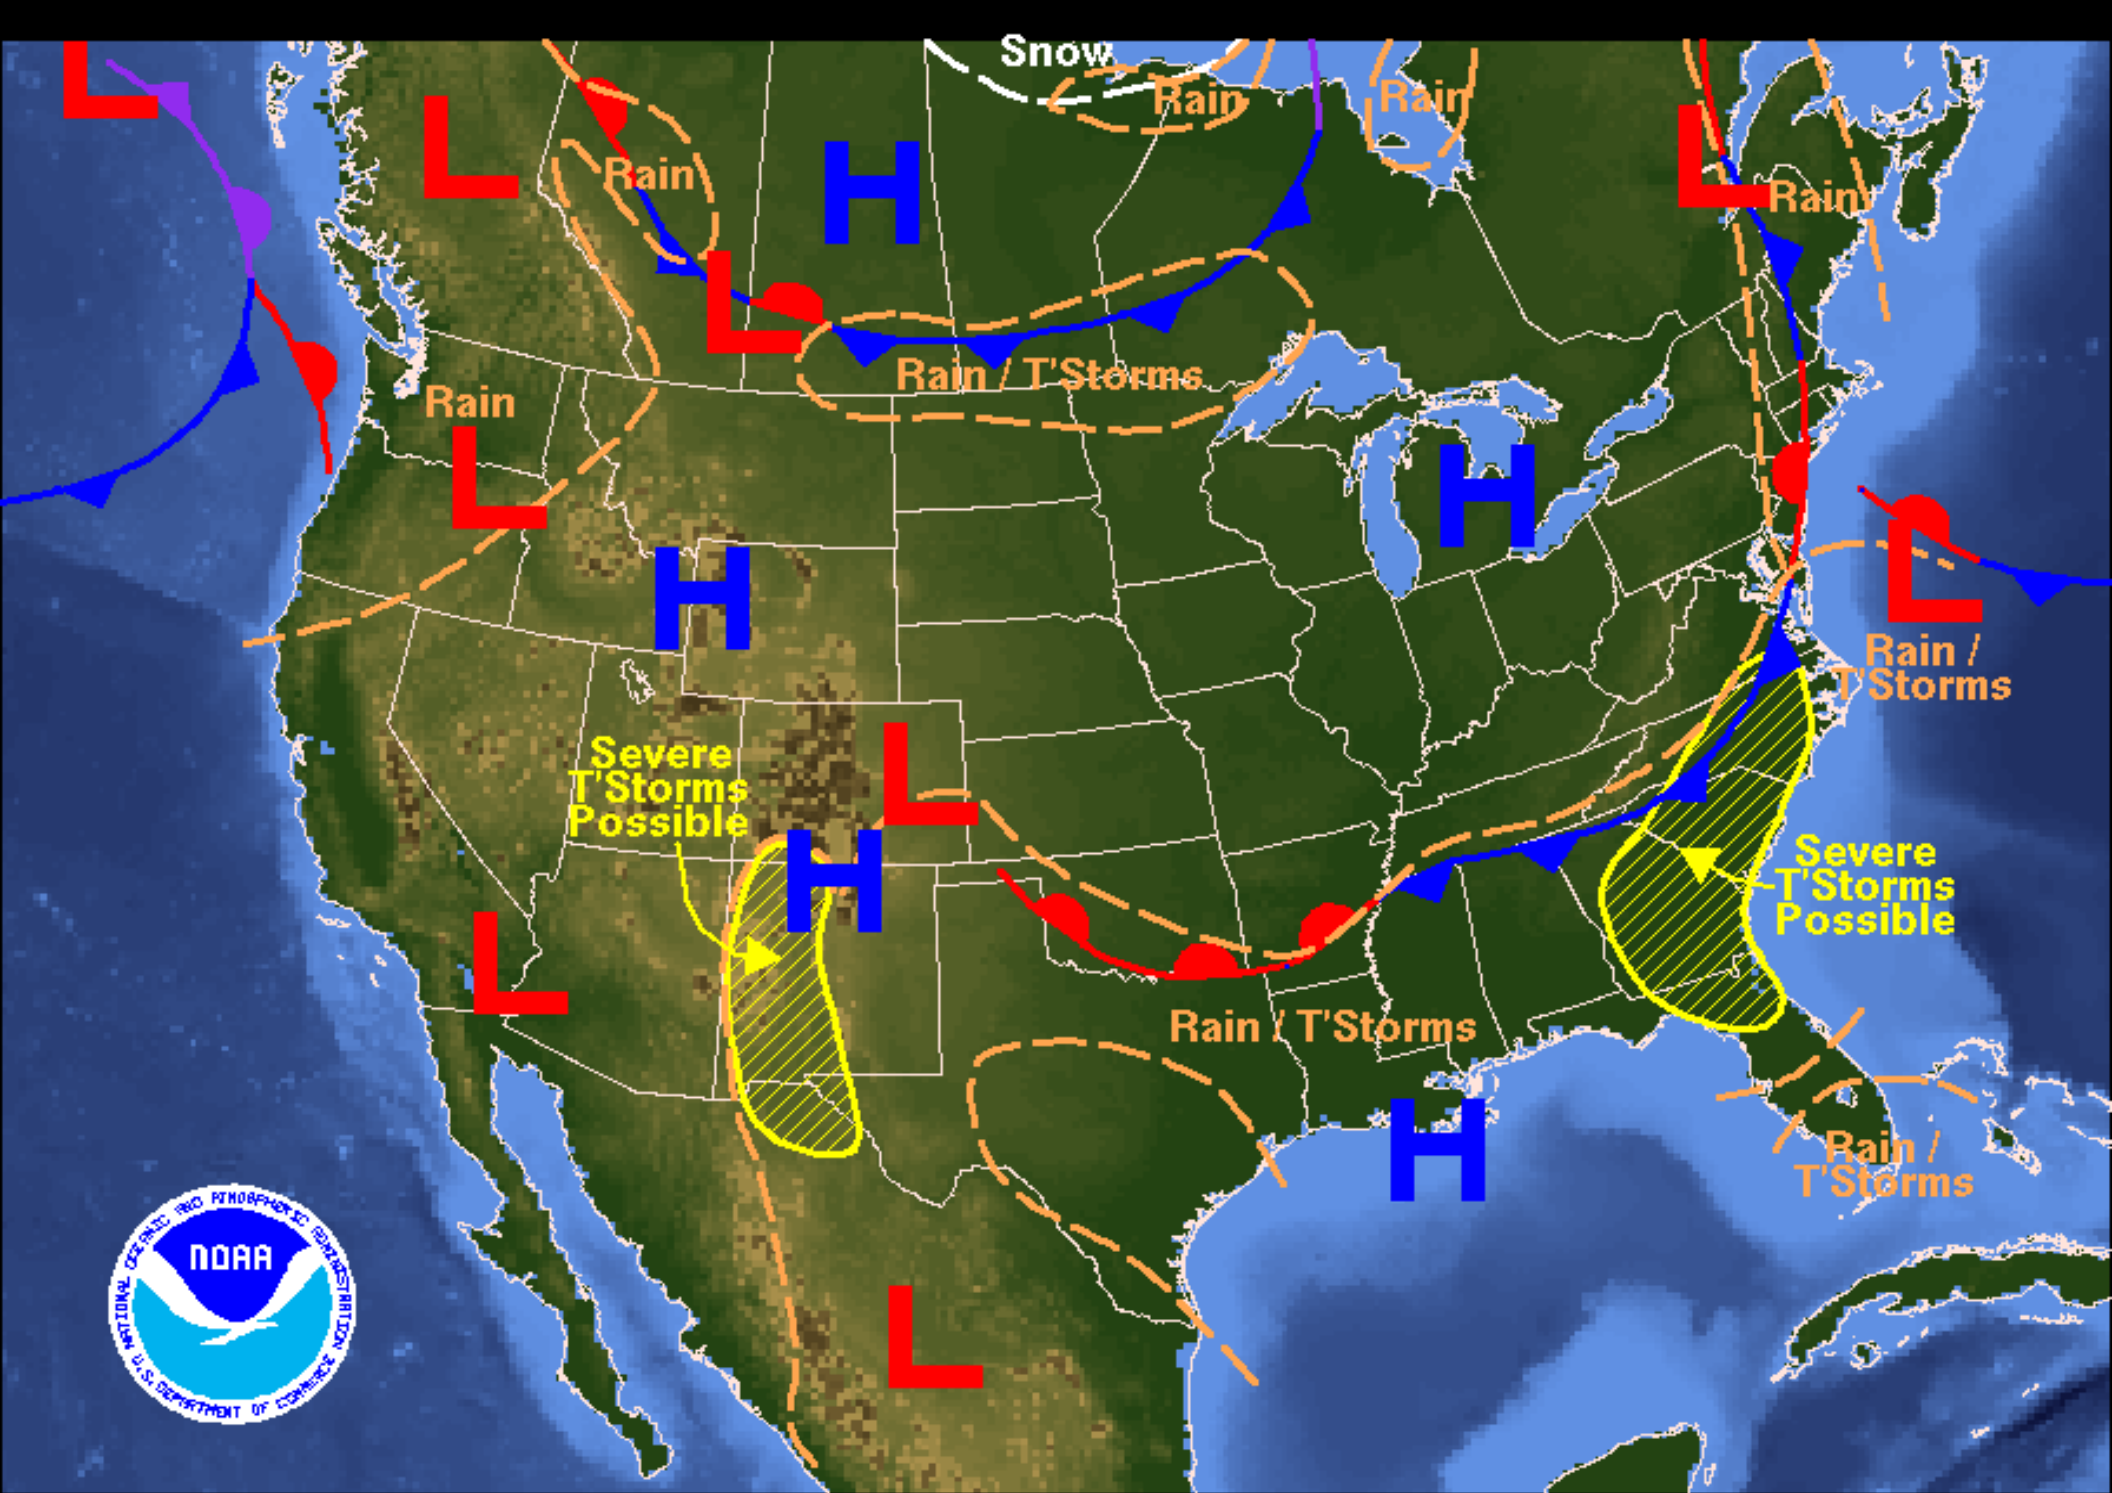 Snow
Rain
Rain
Rain
Rain
L
L
H
L
L
Rain / T'Storms
Rain
L
H
H
L
Rain /
T'Storms
Severe
T'Storms
Possible
L
H
Severe
T'Storms
Possible
L
Rain / T'Storms
H
Rain /
T'Storms
L
NATIONAL OCEANIC AND ATMOSPHERIC ADMINISTRATION
NOAA
U.S. DEPARTMENT OF COMMERCE